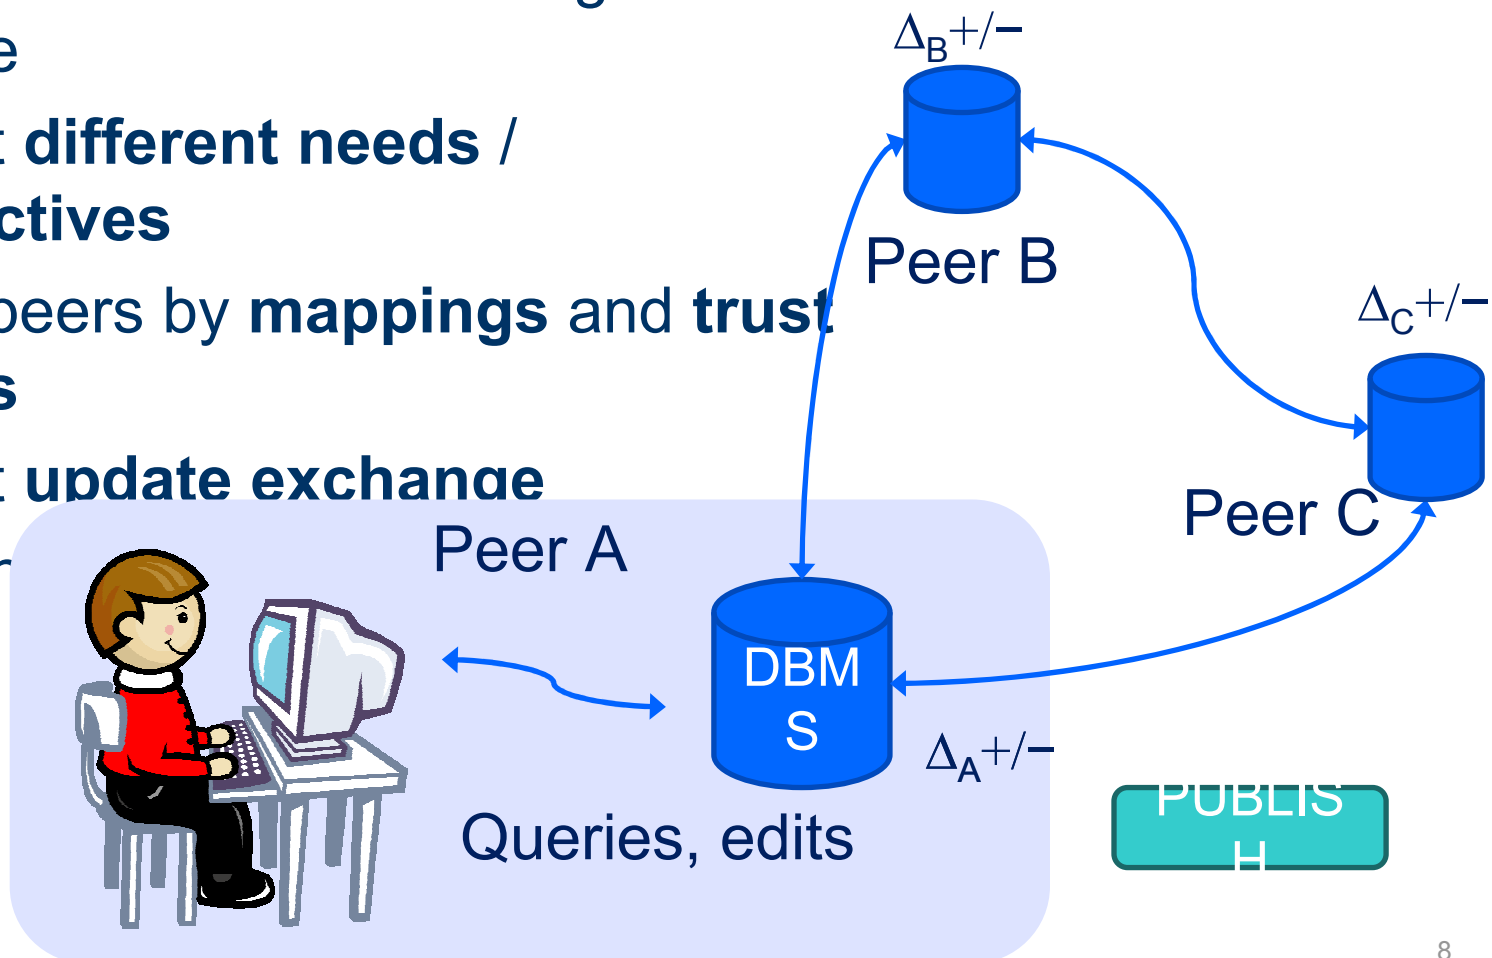 e
different needs /
ctives
peers by mappings and trust
s
update exchange
ΔB+/−
Peer B
ΔC+/−
Peer C
Peer A
DBM
S
ΔA+/−
Queries, edits
PUBLIS
H
8